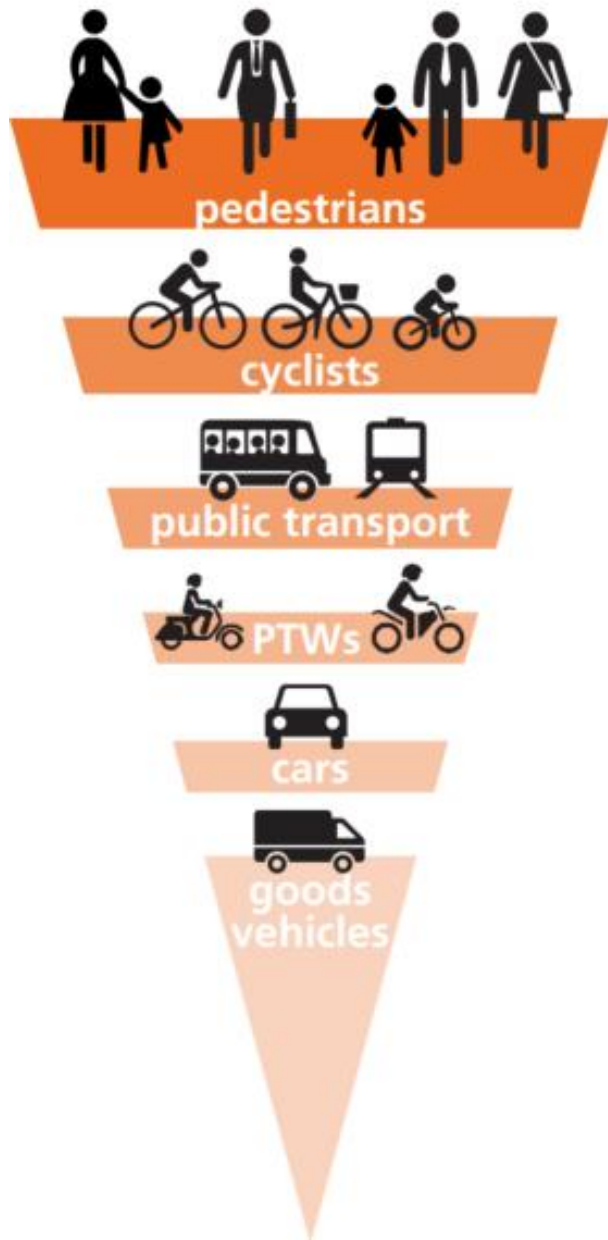 pedestrians
cyclists
public transport
PTWs
cars
goods
vehicles